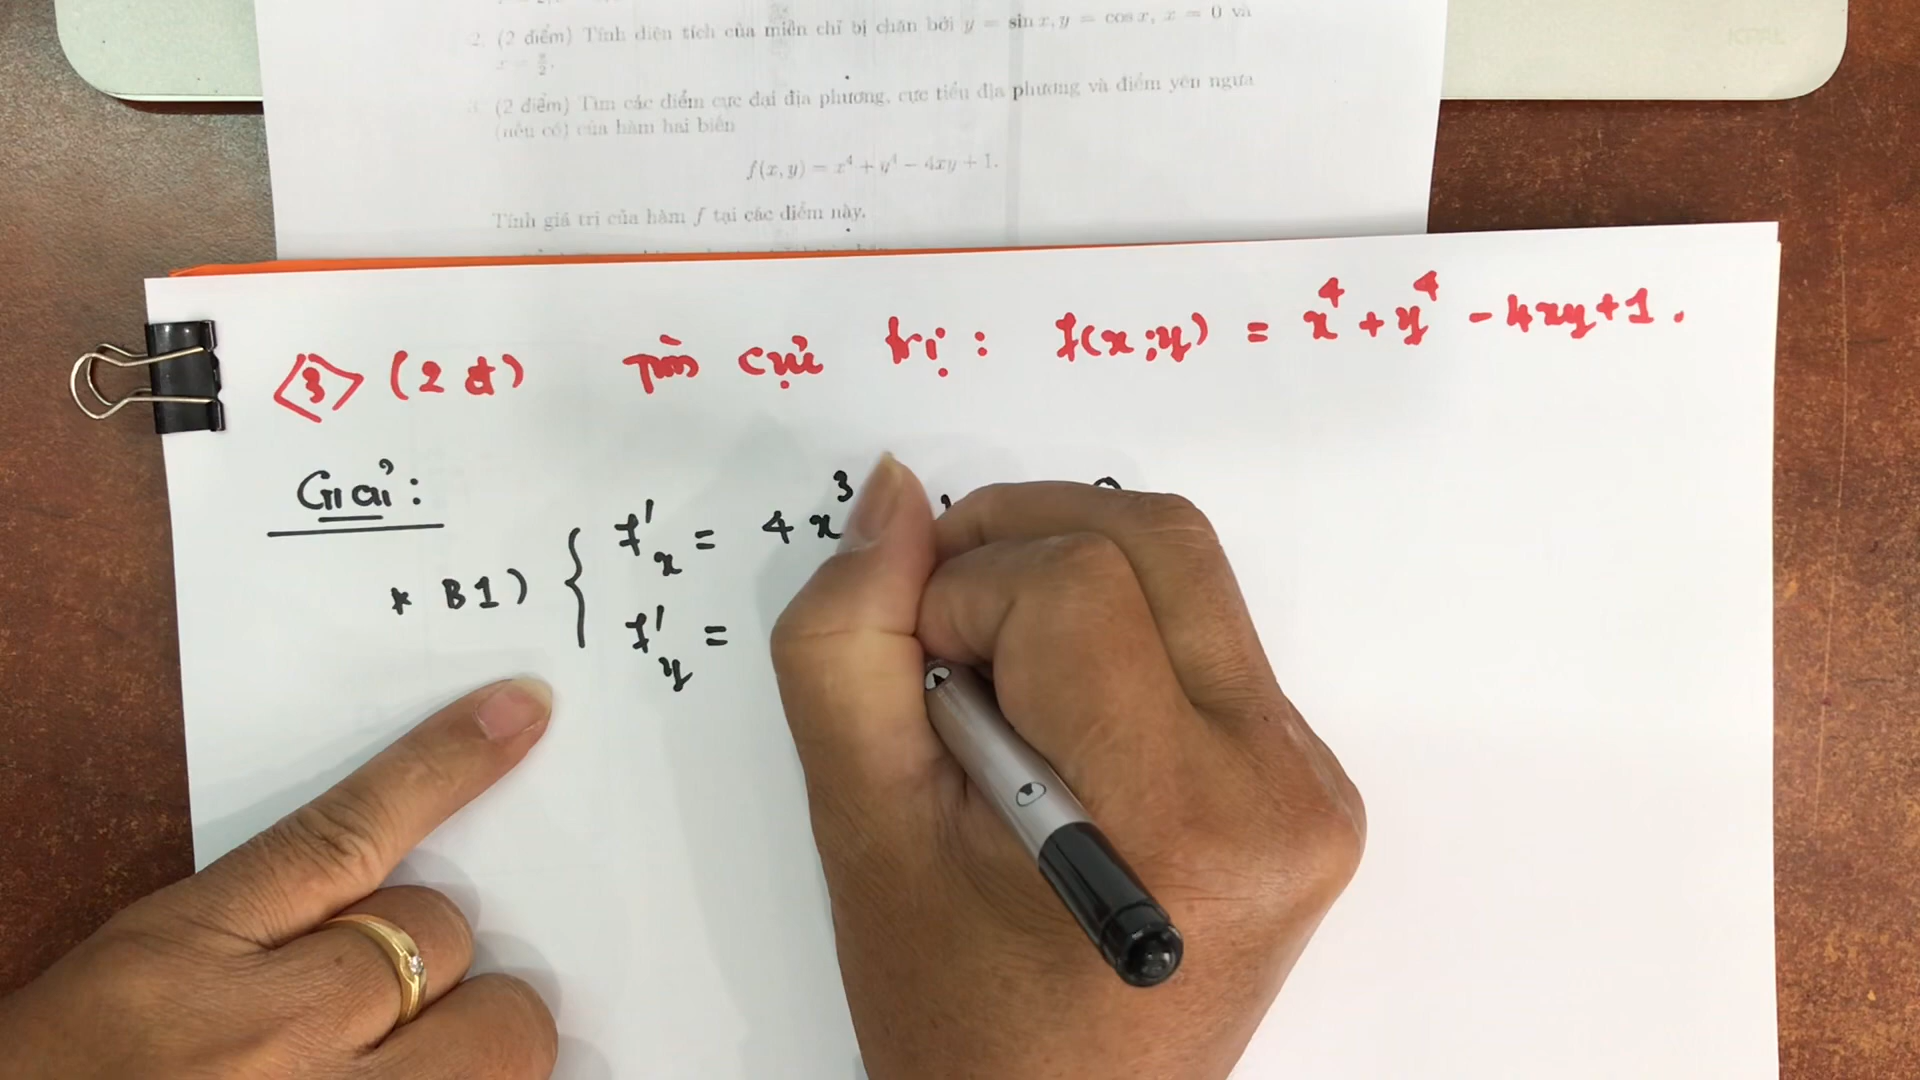 2. (2 điểm) Tính diện tích của miền chỉ bị chắn bởi y = sin x, y = cos x, x = 0 và
x = π/2.
3. (2 điểm) Tìm các điểm cực đại địa phương, cực tiểu địa phương và điểm yên ngựa
(nếu có) của hàm hai biến
f(x, y) = x⁴ + y⁴ − 4xy + 1.
Tính giá trị của hàm f tại các điểm này.
3 (2 đ) Tìm cực trị : f(x;y) = x⁴ + y⁴ - 4xy + 1 .
Giải :
* B1) { f'x = 4x³
f'y =